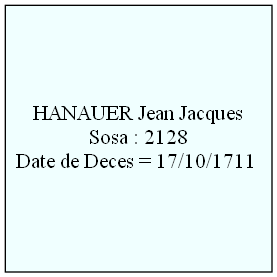 HANAUER Jean Jacques
Sosa : 2128
Date de Deces = 17/10/1711